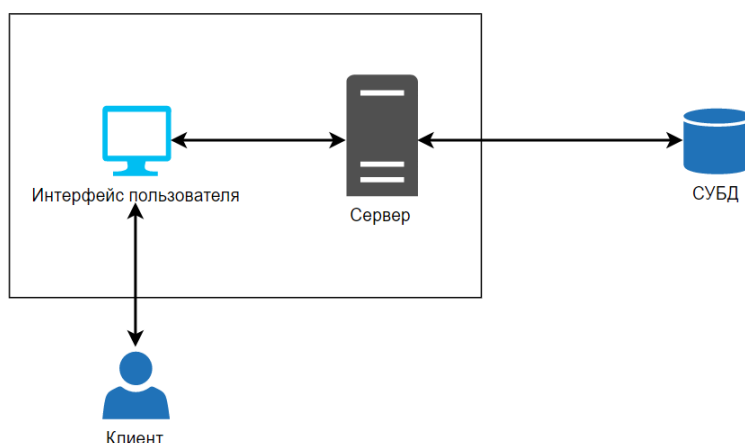 Интерфейс пользователя
Сервер
СУБД
Клиент